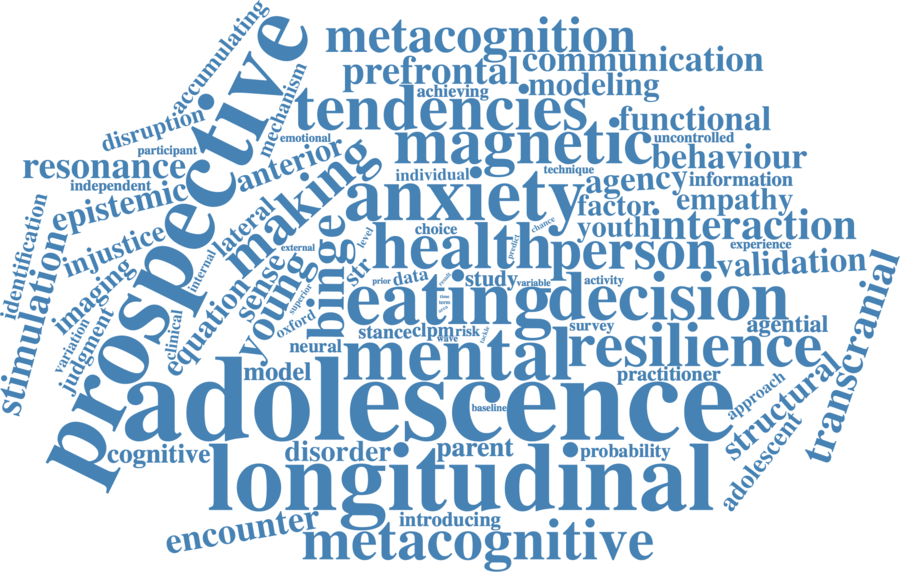 accumulating
prospective
metacognition
communication
prefrontal
achieving
modeling
mechanism
tendencies
disruption
functional
participant
emotional
magnetic
uncontrolled
resonance
anterior
behaviour
independent
individual
technique
making
anxiety
agency
information
epistemic
factor
empathy
identification
lateral
choice
chance
youth
interaction
injustice
level
health
person
experience
stimulation
internal
external
predict
validation
imaging
sense
str
prior
data
study
variable
activity
transcranial
equation
young
superior
binge
eating
result
time
term
decision
variation
judgment
clinical
oxford
stance
clpm
risk
wave
survey
agential
neural
mental
resilience
model
practitioner
adolescence
baseline
approach
structural
adolescent
cognitive
disorder
parent
probability
longitudinal
encounter
introducing
metacognitive